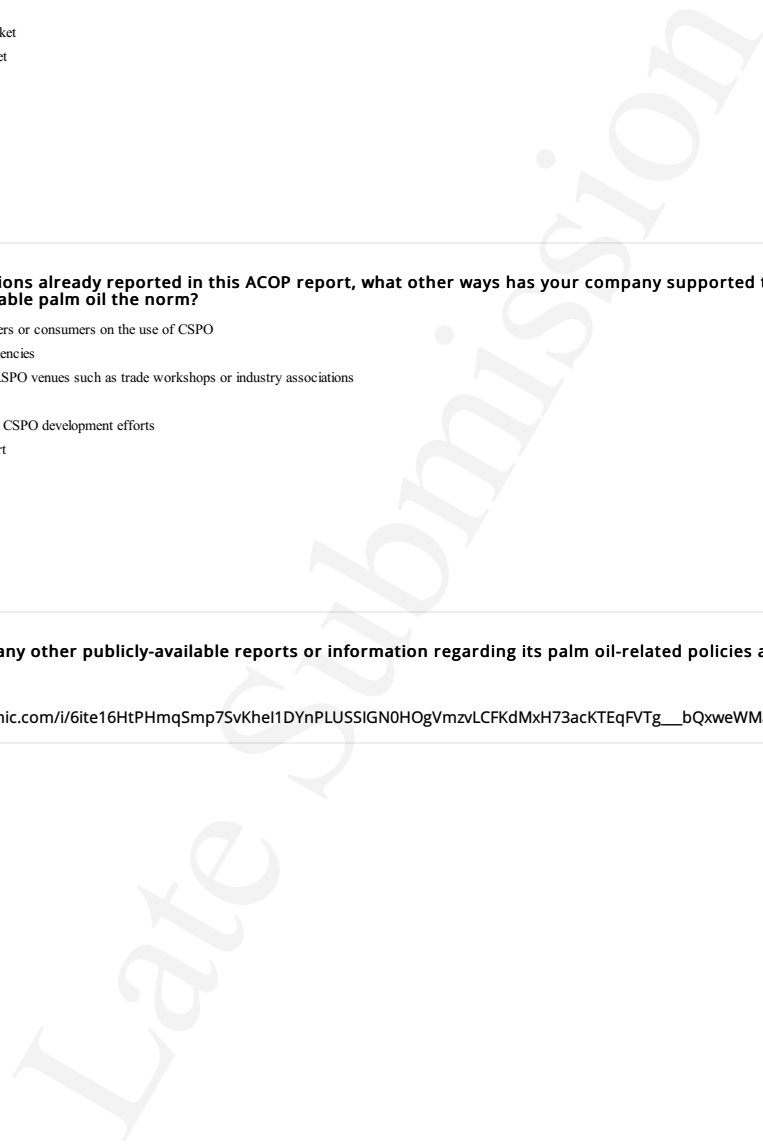 ket
et
ions already reported in this ACOP report, what other ways has your company supported t
able palm oil the norm?
ers or consumers on the use of CSPO
encies
SPO venues such as trade workshops or industry associations
CSPO development efforts
rt
any other publicly-available reports or information regarding its palm oil-related policies a
nic.com/i/6ite16HtPHmqSmp7SvKheI1DYnPLUSSIGN0HOgVmzvLCFKdMxH73acKTEqFVTg___bQxweWM
Late Submission